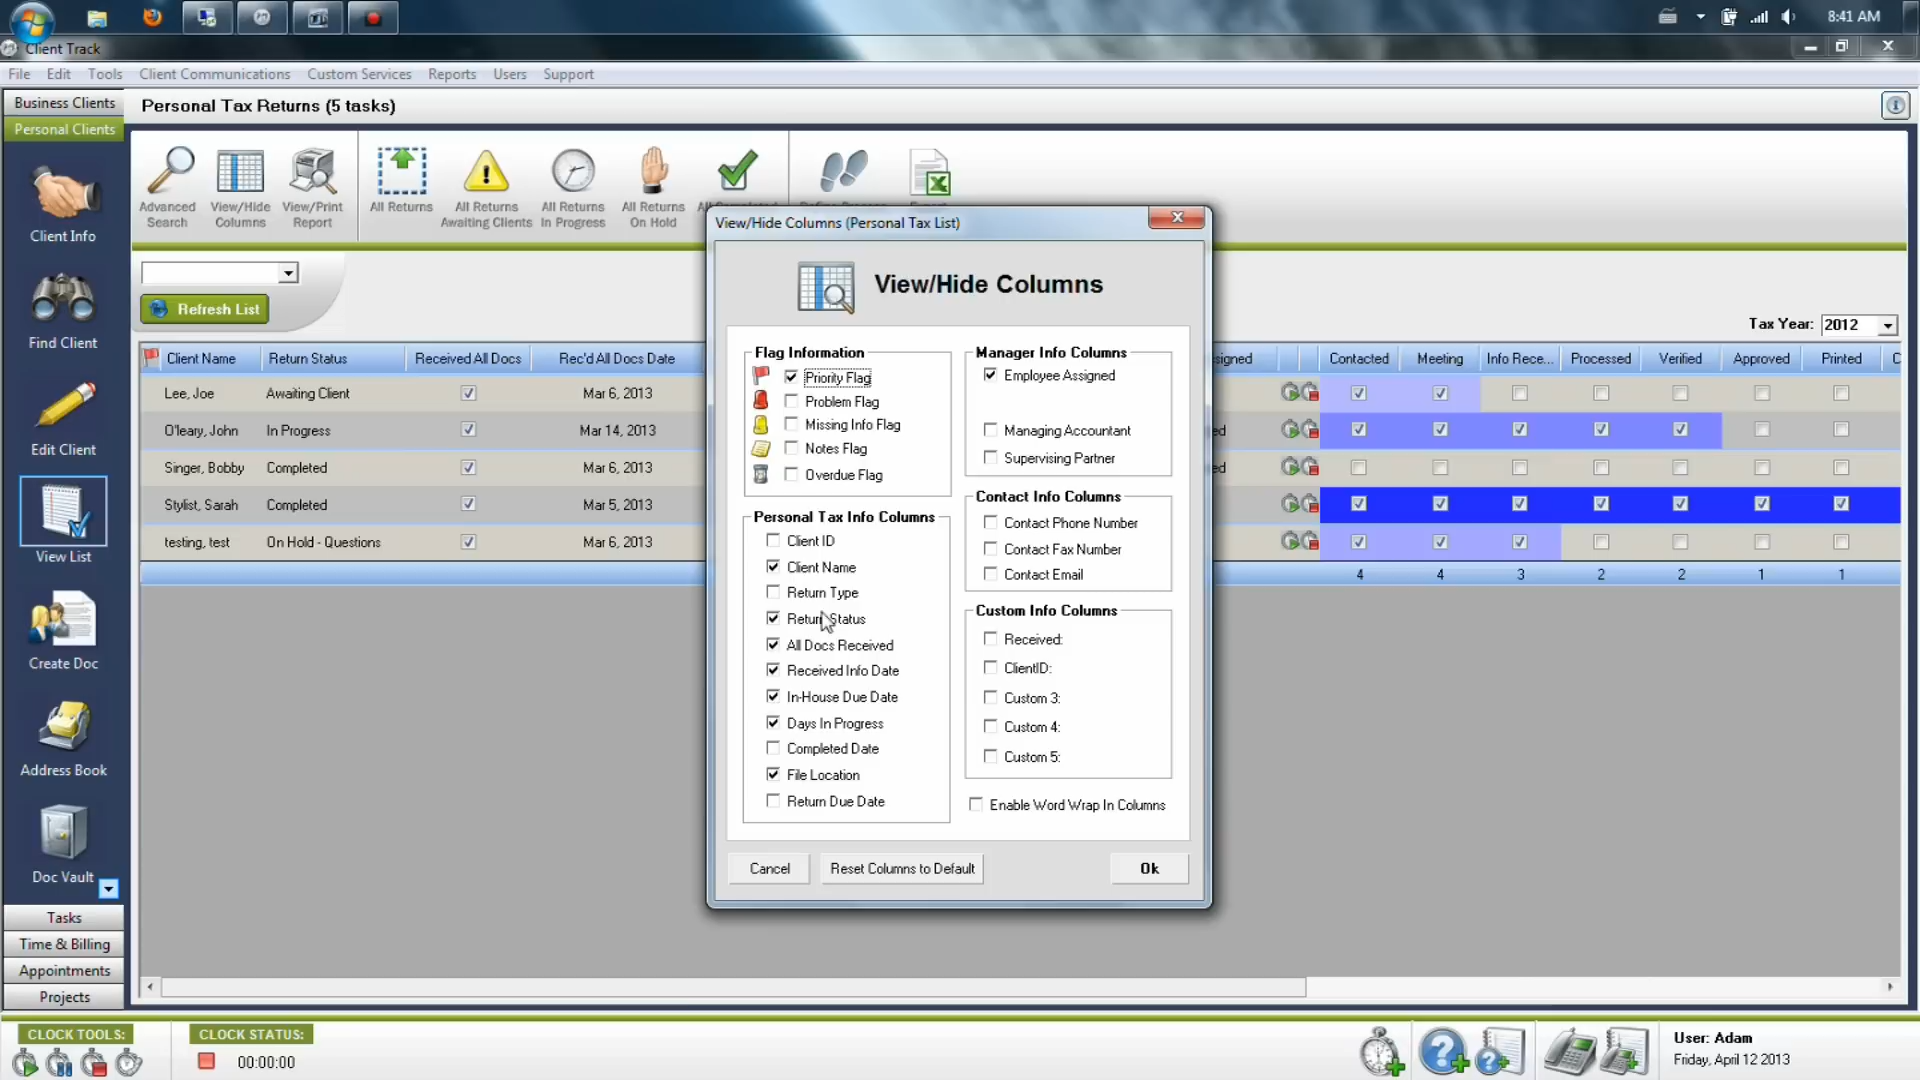 8:41 AM
Client Track
File Edit Tools Client Communications Custom Services Reports Users Support
Business Clients
Personal Clients
Personal Tax Returns (5 tasks)
Advanced Search
View/Hide Columns
View/Print Report
All Returns
All Returns Awaiting Clients
All Returns In Progress
All Returns On Hold
Refresh List
Tax Year: 2012
Client Name Return Status Received All Docs Rec'd All Docs Date Contacted Meeting Info Rece... Processed Verified Approved Printed
Lee, Joe Awaiting Client Mar 6, 2013
O'leary, John In Progress Mar 14, 2013
Singer, Bobby Completed Mar 6, 2013
Stylist, Sarah Completed Mar 5, 2013
testing, test On Hold - Questions Mar 6, 2013
4 4 3 2 2 1 1
Client Info
Find Client
Edit Client
View List
Create Doc
Address Book
Doc Vault
Tasks
Time & Billing
Appointments
Projects
View/Hide Columns (Personal Tax List)
View/Hide Columns
Flag Information
Priority Flag
Problem Flag
Missing Info Flag
Notes Flag
Overdue Flag
Personal Tax Info Columns
Client ID
Client Name
Return Type
Return Status
All Docs Received
Received Info Date
In-House Due Date
Days In Progress
Completed Date
File Location
Return Due Date
Manager Info Columns
Employee Assigned
Managing Accountant
Supervising Partner
Contact Info Columns
Contact Phone Number
Contact Fax Number
Contact Email
Custom Info Columns
Received:
ClientID:
Custom 3:
Custom 4:
Custom 5:
Enable Word Wrap In Columns
Cancel
Reset Columns to Default
Ok
CLOCK TOOLS:
CLOCK STATUS:
00:00:00
User: Adam
Friday, April 12 2013